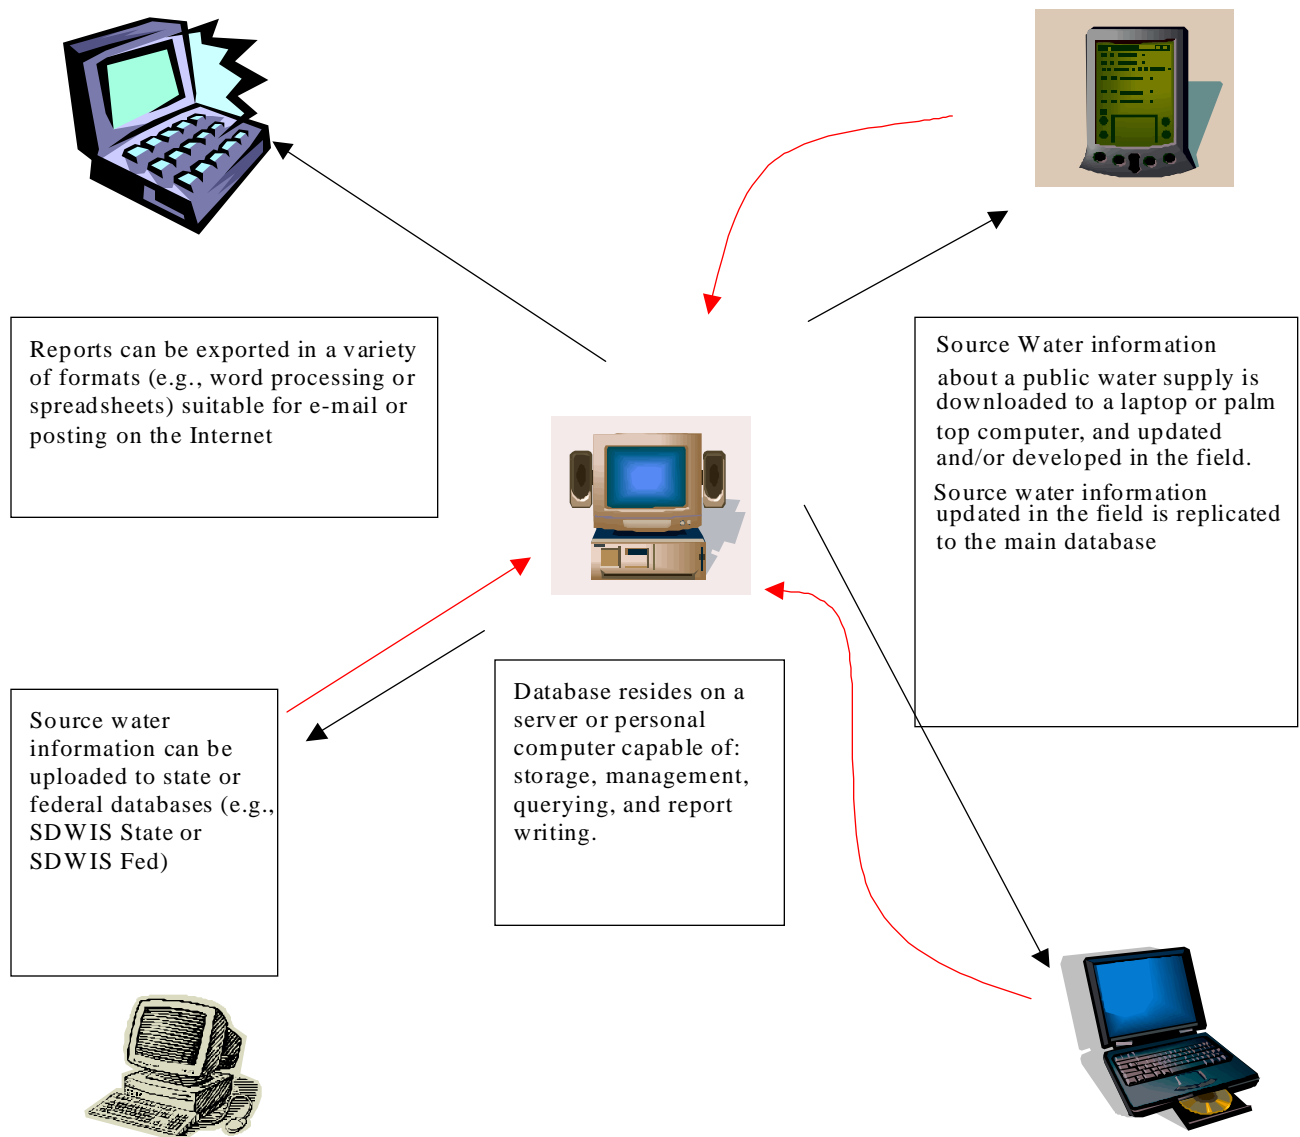 Reports can be exported in a variety
of formats (e.g., word processing or
spreadsheets) suitable for e-mail or
posting on the Internet
Source Water information
about a public water supply is
downloaded to a laptop or palm
top computer, and updated
and/or developed in the field.
Source water information
updated in the field is replicated
to the main database
Source water
information can be
uploaded to state or
federal databases (e.g.,
SDWIS State or
SDWIS Fed)
Database resides on a
server or personal
computer capable of:
storage, management,
querying, and report
writing.